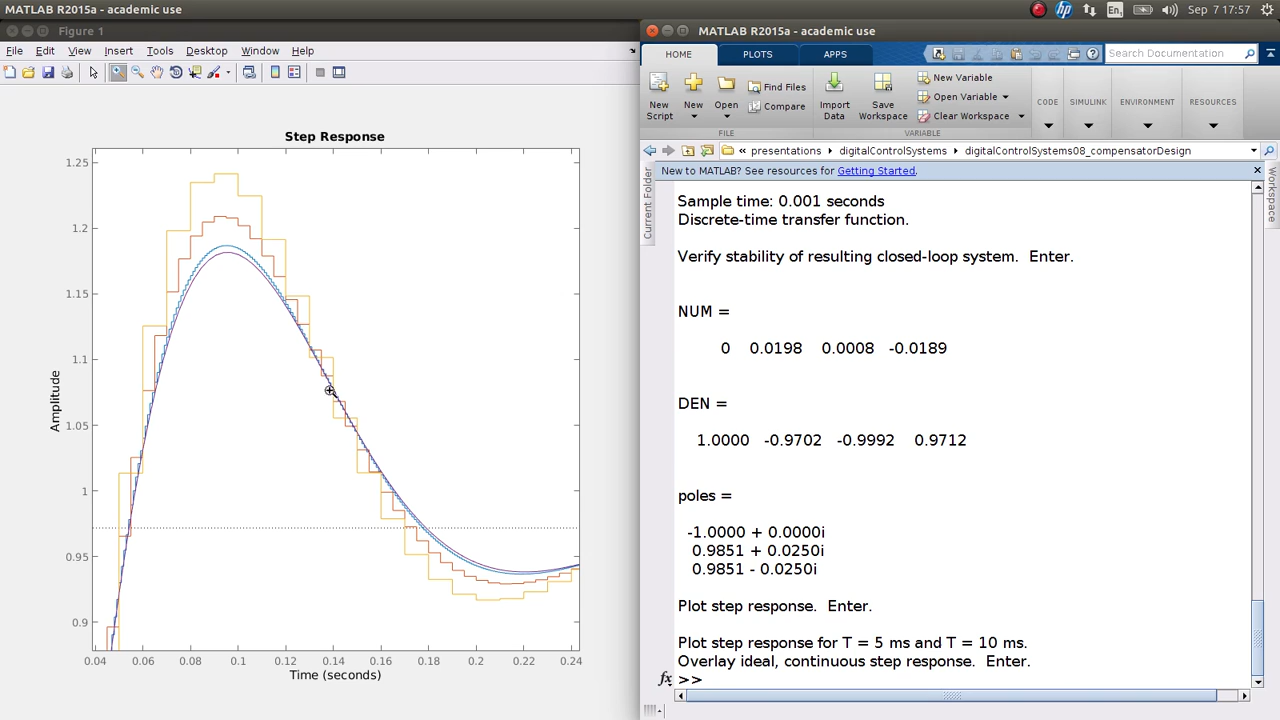 MATLAB R2015a - academic use
En
Sep 7 17:57
Figure 1
File Edit View Insert Tools Desktop Window Help
Step Response
1.25
1.2
1.15
1.1
1.05
1
0.95
0.9
Amplitude
0.04 0.06 0.08 0.1 0.12 0.14 0.16 0.18 0.2 0.22 0.24
Time (seconds)
MATLAB R2015a - academic use
HOME PLOTS APPS
Search Documentation
New Script
New
Open
Find Files
Compare
Import Data
Save Workspace
New Variable
Open Variable
Clear Workspace
CODE
SIMULINK
ENVIRONMENT
RESOURCES
FILE
VARIABLE
« presentations digitalControlSystems digitalControlSystems08_compensatorDesign
Current Folder
Workspace
New to MATLAB? See resources for Getting Started.
Sample time: 0.001 seconds
Discrete-time transfer function.
Verify stability of resulting closed-loop system. Enter.
NUM =
0 0.0198 0.0008 -0.0189
DEN =
1.0000 -0.9702 -0.9992 0.9712
poles =
-1.0000 + 0.0000i
0.9851 + 0.0250i
0.9851 - 0.0250i
Plot step response. Enter.
Plot step response for T = 5 ms and T = 10 ms.
Overlay ideal, continuous step response. Enter.
fx >>